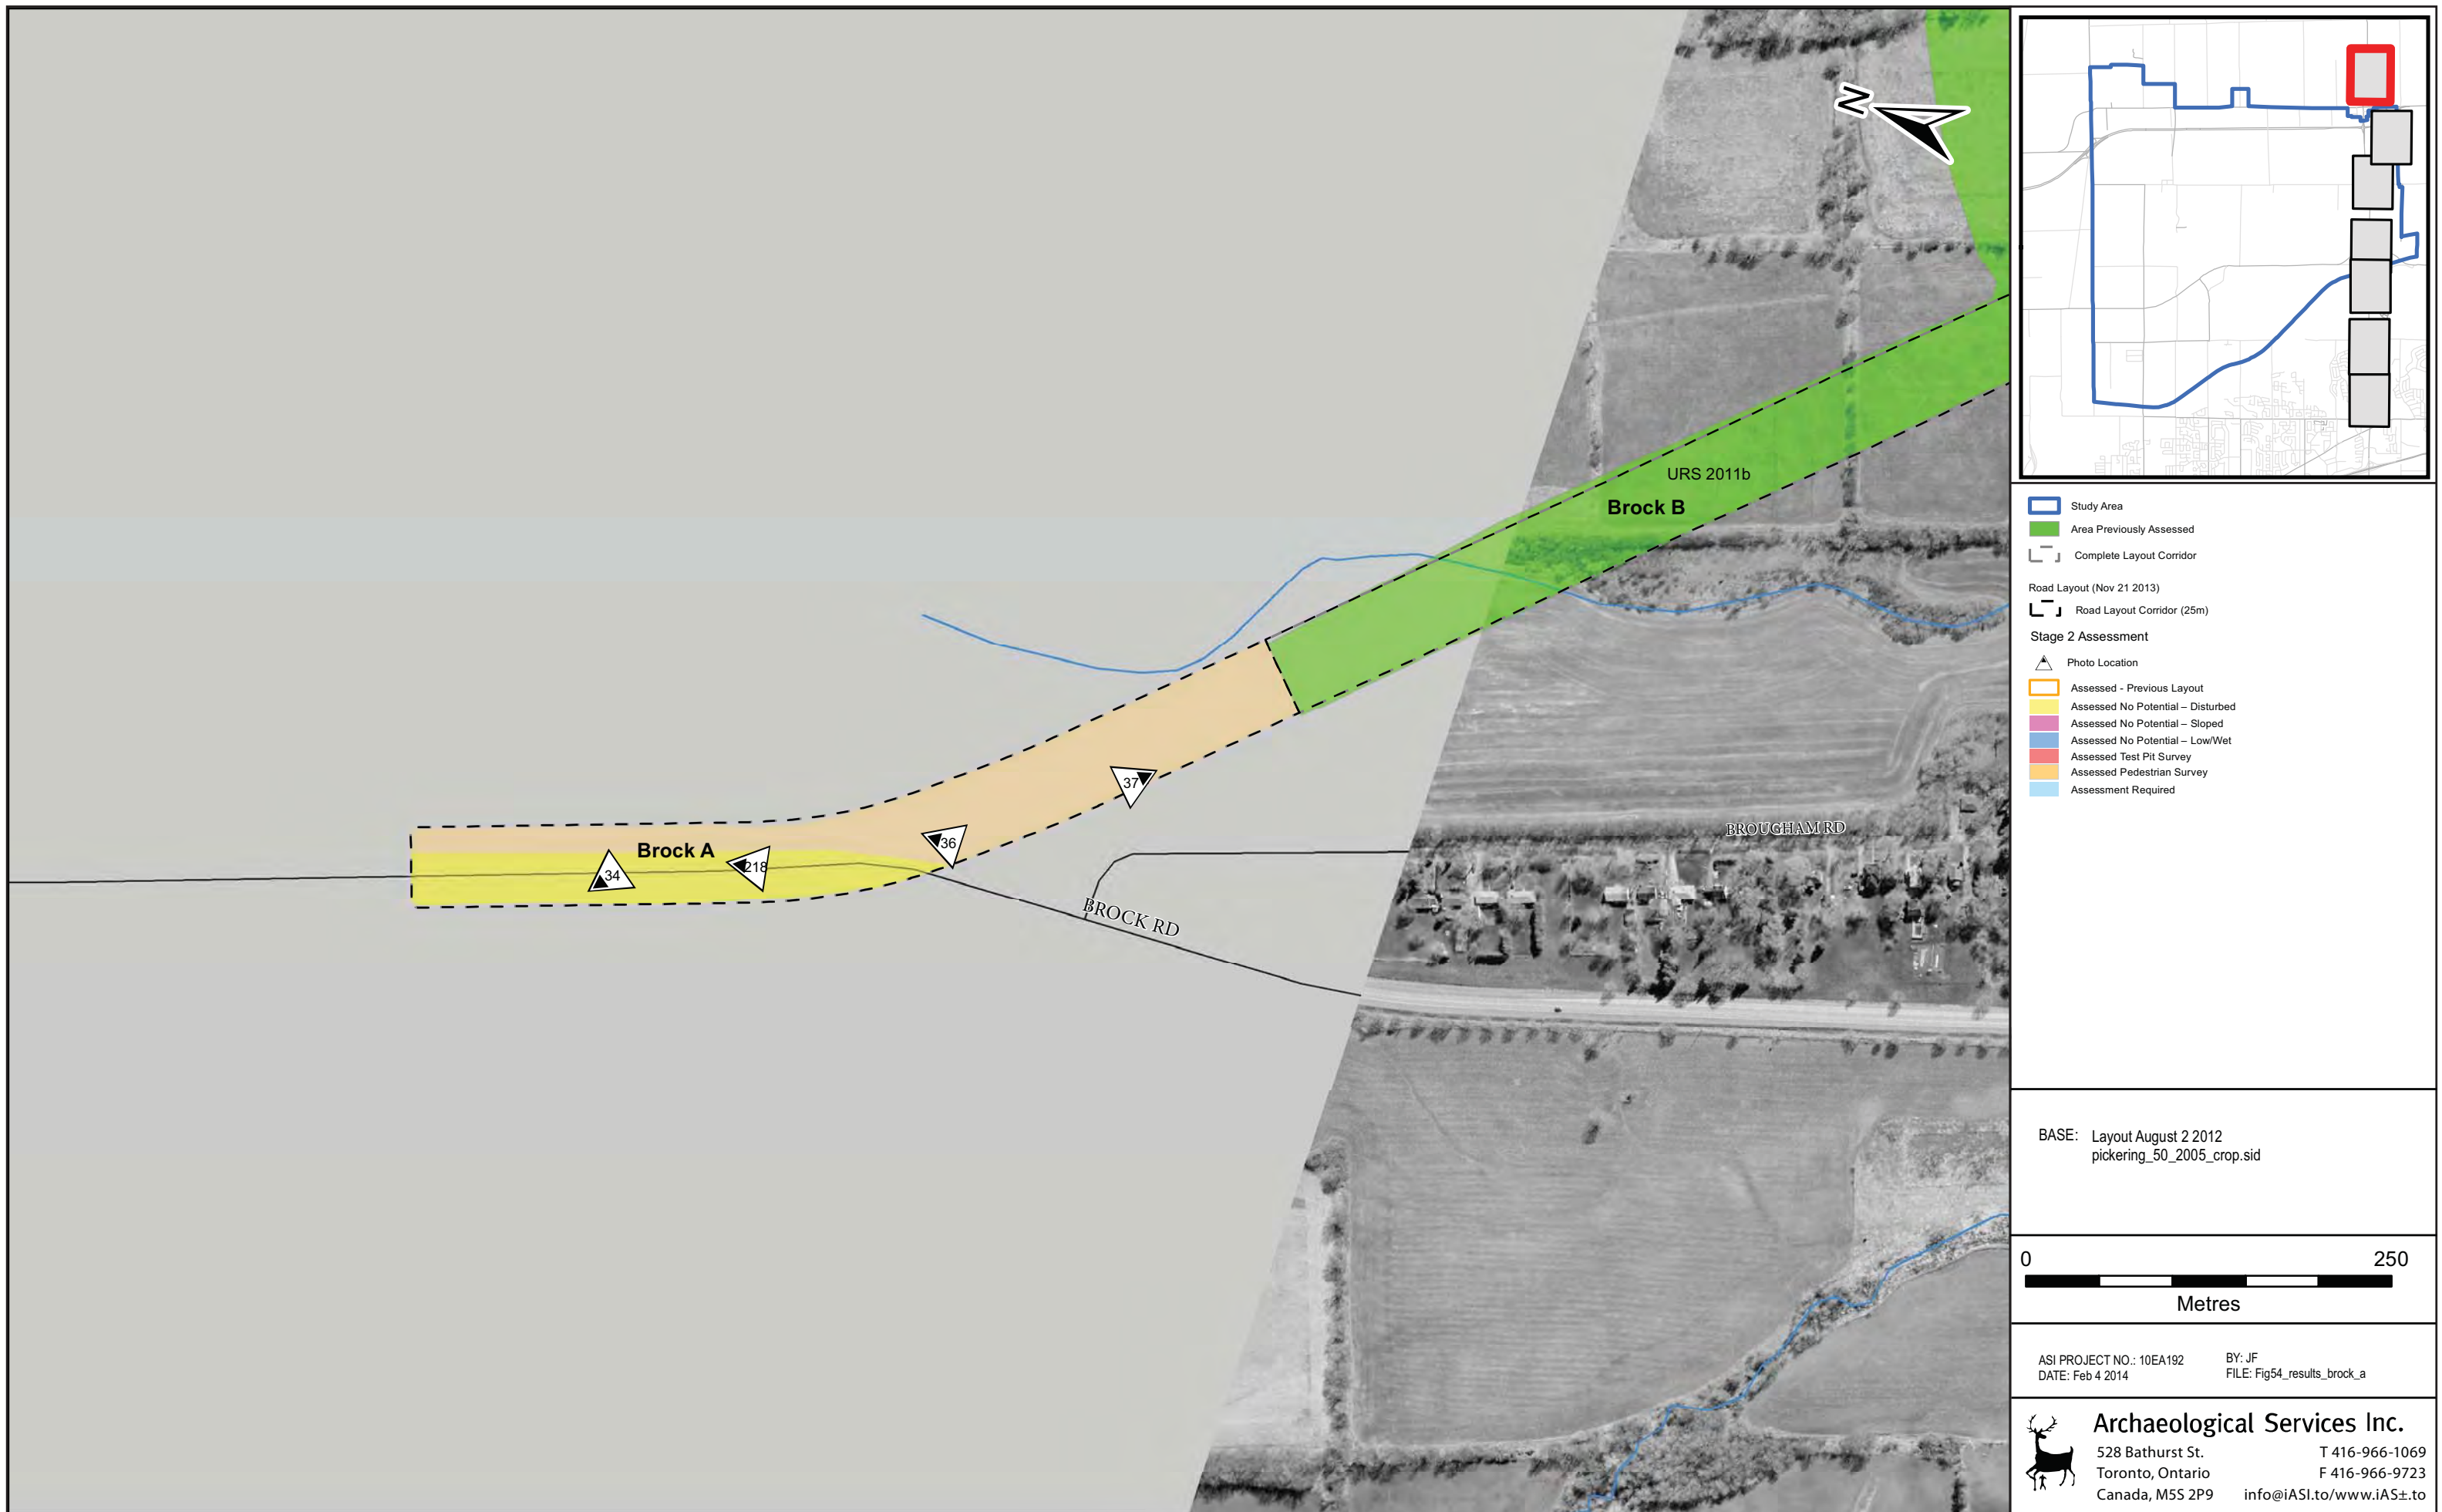 N
URS 2011b
Brock B
Brock A
34
218
36
37
BROUGHAM RD
BROCK RD
Study Area
Area Previously Assessed
Complete Layout Corridor
Road Layout (Nov 21 2013)
Road Layout Corridor (25m)
Stage 2 Assessment
Photo Location
Assessed - Previous Layout
Assessed No Potential – Disturbed
Assessed No Potential – Sloped
Assessed No Potential – Low/Wet
Assessed Test Pit Survey
Assessed Pedestrian Survey
Assessment Required
BASE: Layout August 2 2012
pickering_50_2005_crop.sid
0 250
Metres
ASI PROJECT NO.: 10EA192 BY: JF
DATE: Feb 4 2014 FILE: Fig54_results_brock_a
Archaeological Services Inc.
528 Bathurst St. T 416-966-1069
Toronto, Ontario F 416-966-9723
Canada, M5S 2P9 info@iASI.to/www.iAS±.to